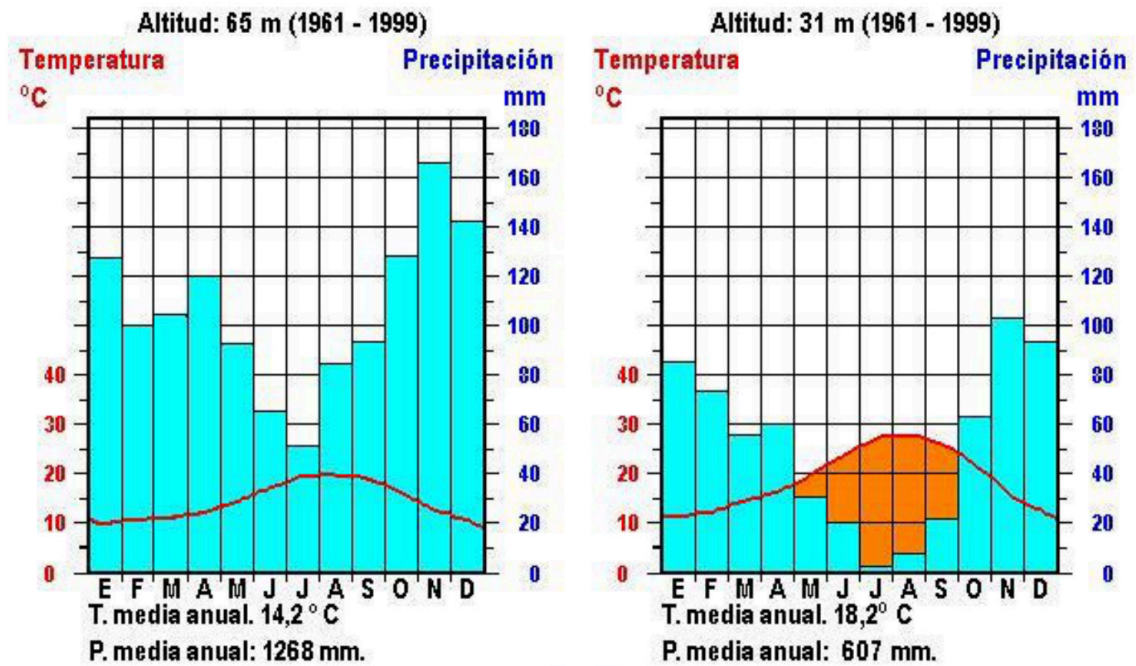 Altitud: 65 m (1961 - 1999)
Temperatura
Precipitación
ºC
mm
180
160
140
120
100
40 80
30 60
20 40
10 20
0 0
E F M A M J J A S O N D
T. media anual. 14,2 º C
P. media anual: 1268 mm.
Altitud: 31 m (1961 - 1999)
Temperatura
Precipitación
ºC
mm
180
160
140
120
100
40 80
30 60
20 40
10 20
0 0
E F M A M J J A S O N D
T. media anual. 18,2º C
P. media anual: 607 mm.